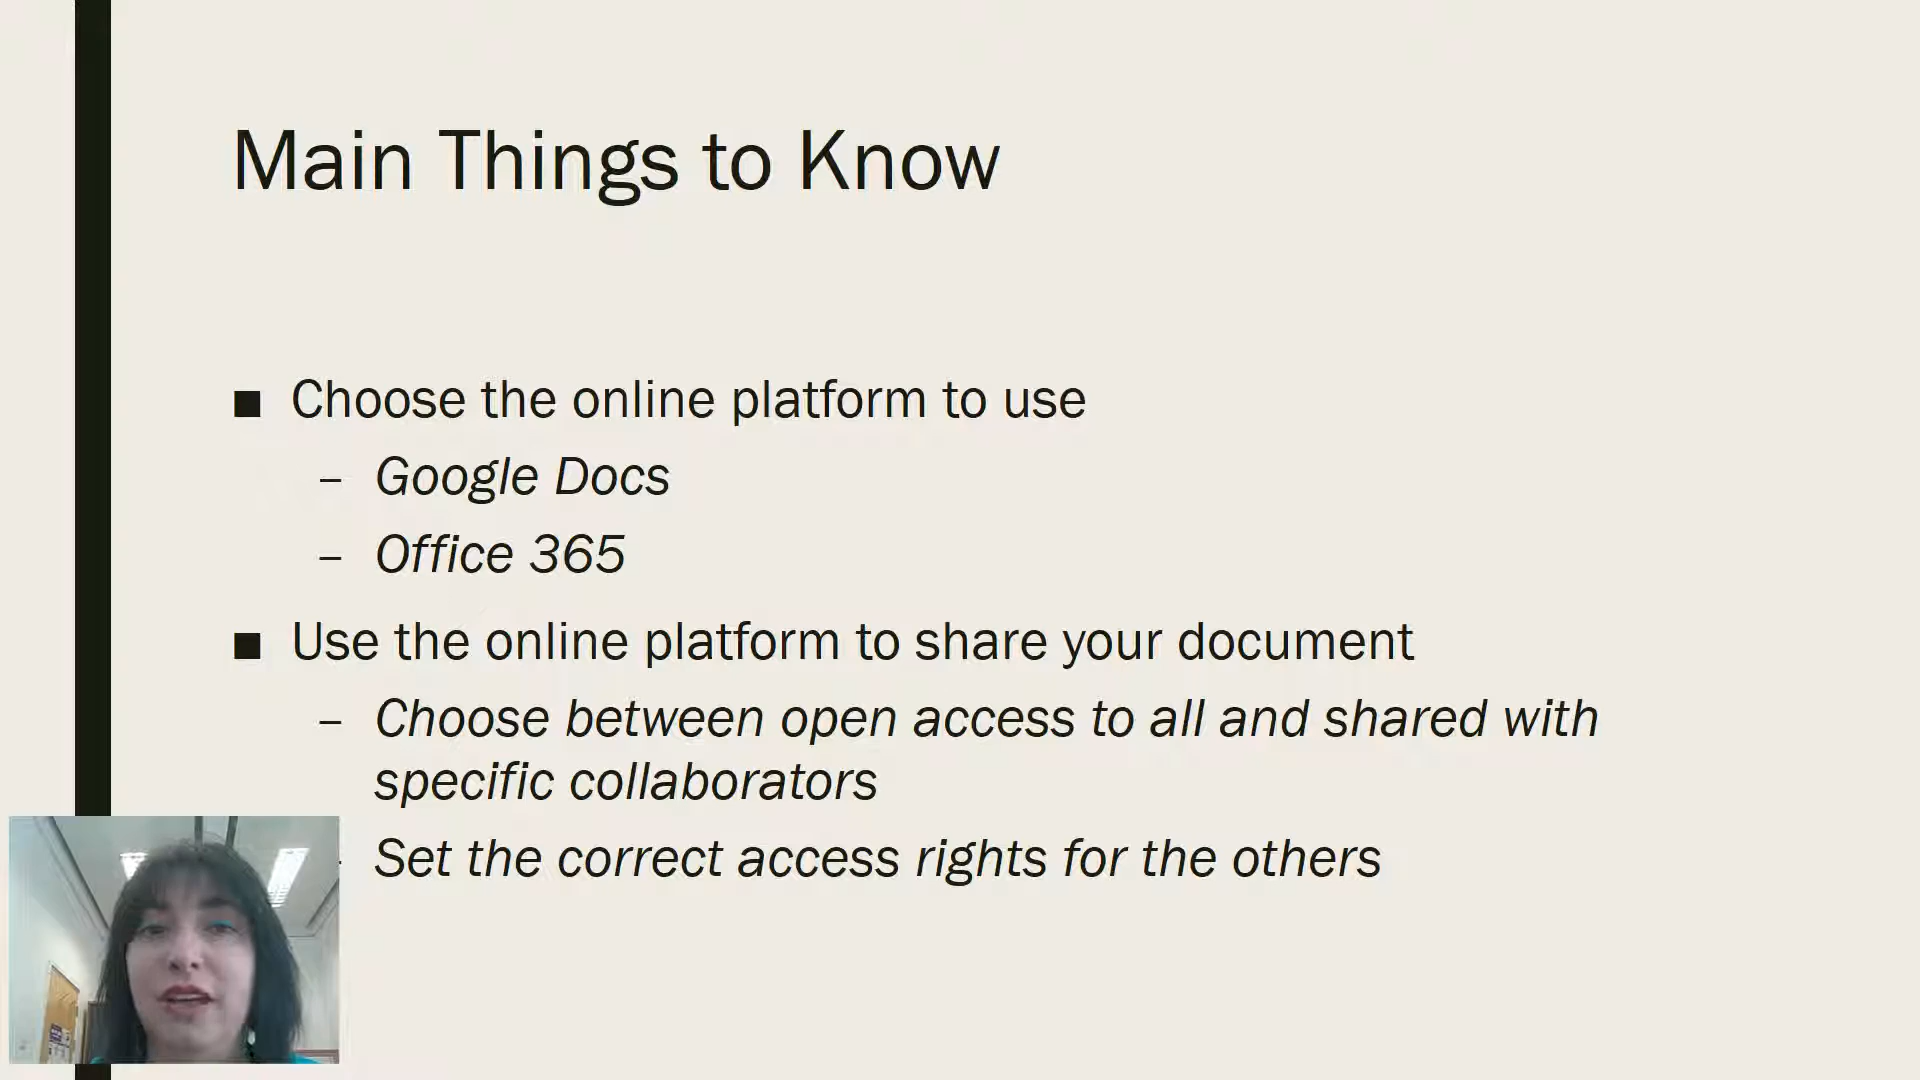 Main Things to Know
■ Choose the online platform to use
– Google Docs
– Office 365
■ Use the online platform to share your document
– Choose between open access to all and shared with
specific collaborators
Set the correct access rights for the others